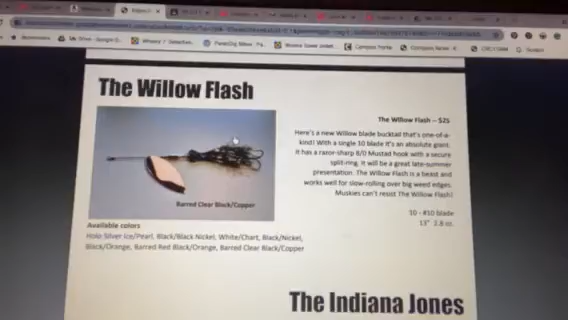 The Willow Flash
The Willow Flash – $25
Here's a new Willow blade bucktail that's one-of-a-
kind! With a single 10 blade it's an absolute giant.
It has a razor-sharp 8/0 Mustad hook with a secure
split-ring. It will be a great late-summer
presentation. The Willow Flash is a beast and
works well for slow-rolling over big weed edges.
Muskies can't resist The Willow Flash!
10 - #10 blade
13" 2.8 oz.
Barred Clear Black/Copper
Available colors
Holo Silver Ice/Pearl, Black/Black Nickel, White/Chart, Black/Nickel,
Black/Orange, Barred Red Black/Orange, Barred Clear Black/Copper
The Indiana Jones